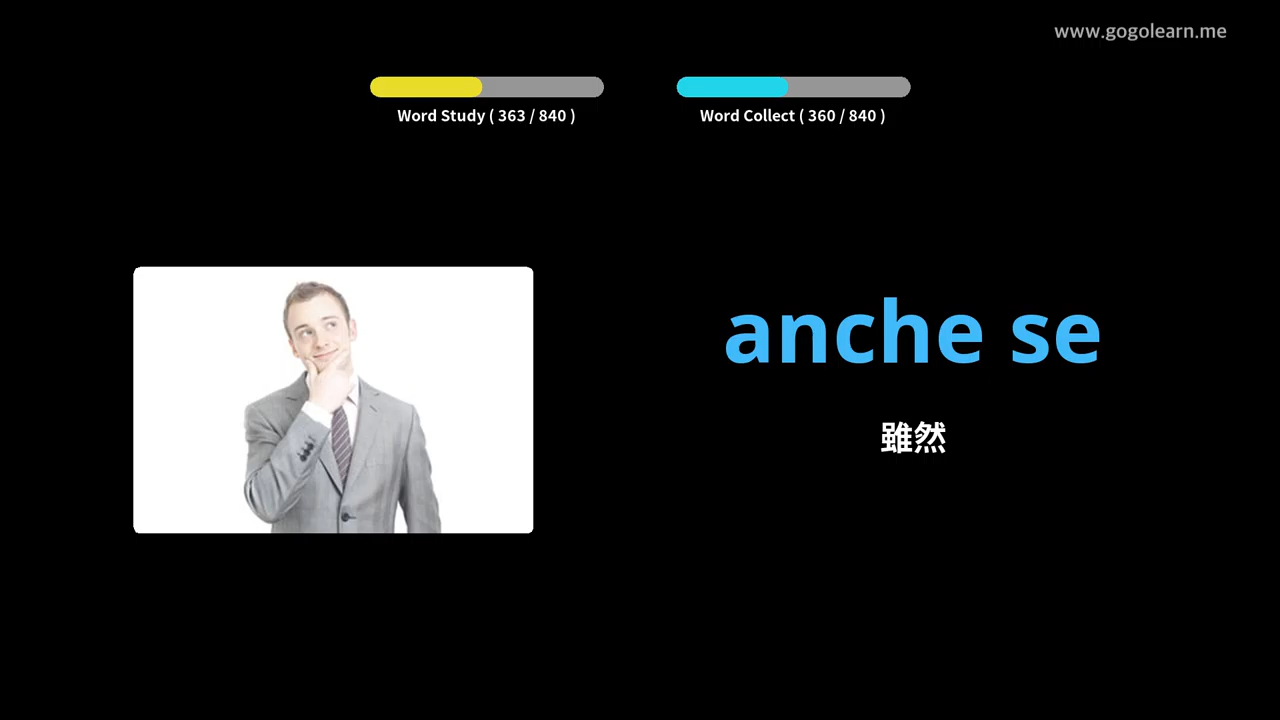 www.gogolearn.me
Word Study ( 363 / 840 )
Word Collect ( 360 / 840 )
anche se
雖然